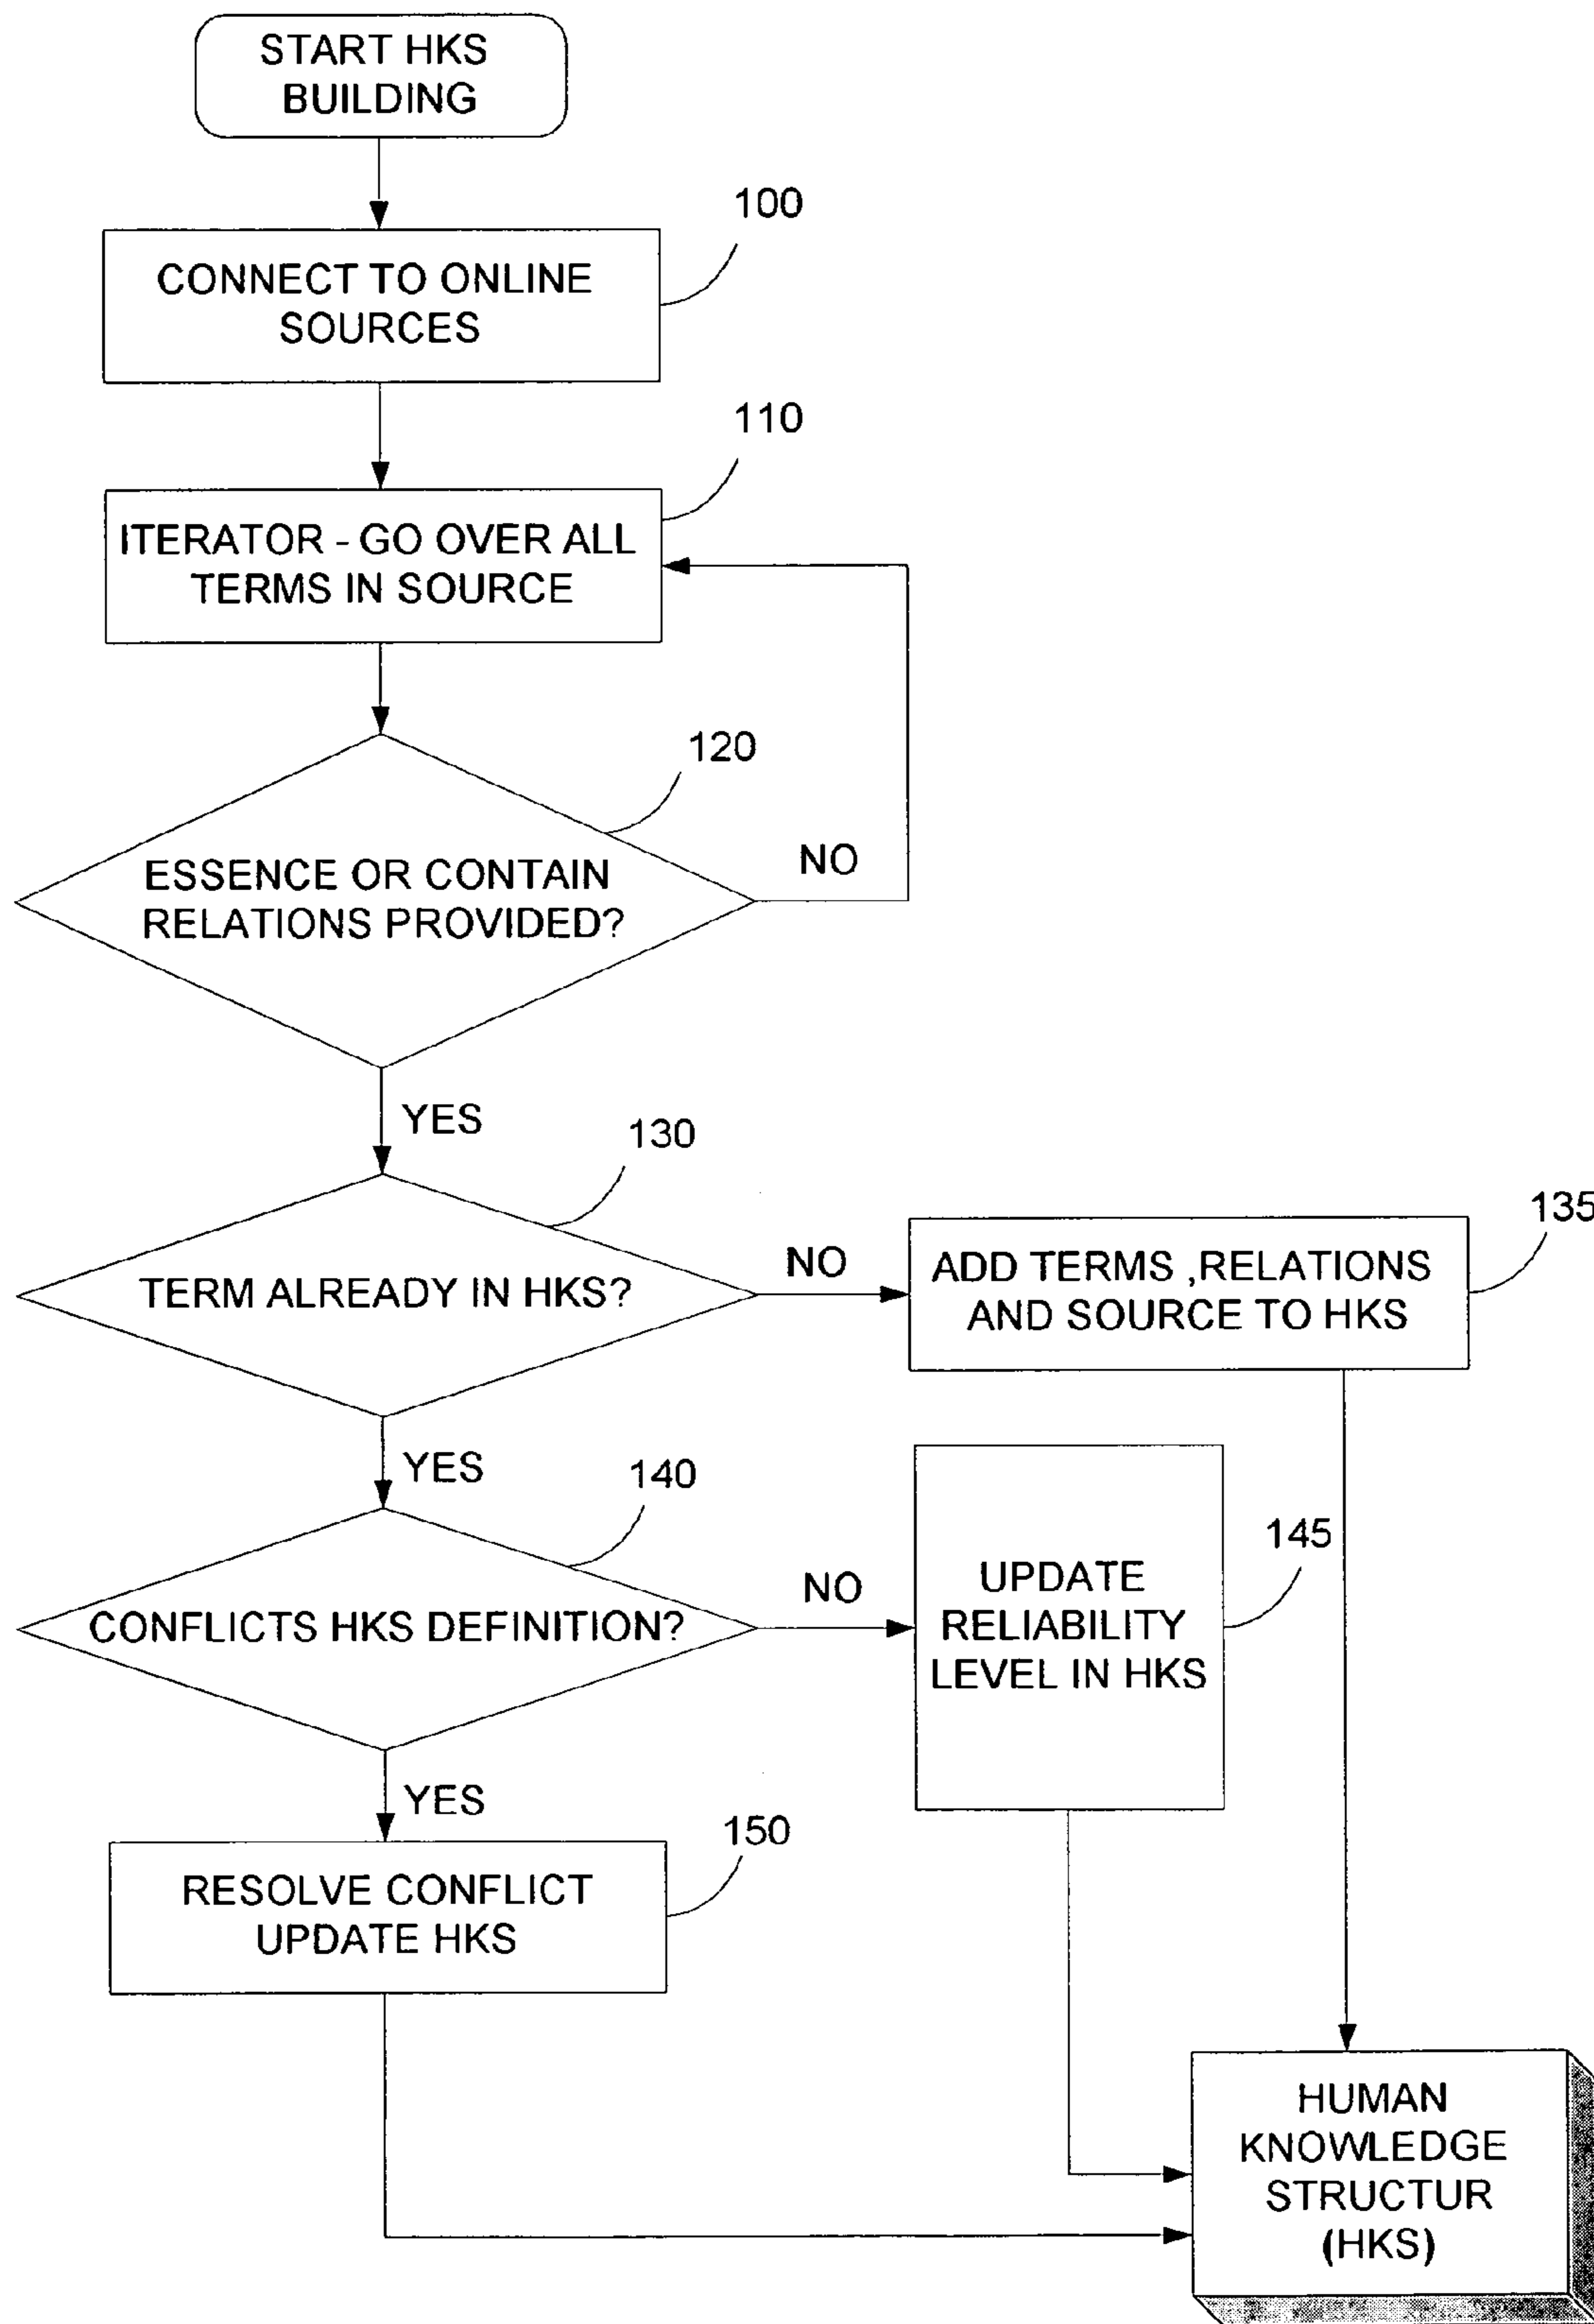 START HKS
BUILDING
100
CONNECT TO ONLINE
SOURCES
110
ITERATOR - GO OVER ALL
TERMS IN SOURCE
120
ESSENCE OR CONTAIN
RELATIONS PROVIDED?
NO
YES
130
TERM ALREADY IN HKS?
NO
135
ADD TERMS ,RELATIONS
AND SOURCE TO HKS
YES
140
CONFLICTS HKS DEFINITION?
NO
145
UPDATE
RELIABILITY
LEVEL IN HKS
YES
150
RESOLVE CONFLICT
UPDATE HKS
HUMAN
KNOWLEDGE
STRUCTUR
(HKS)